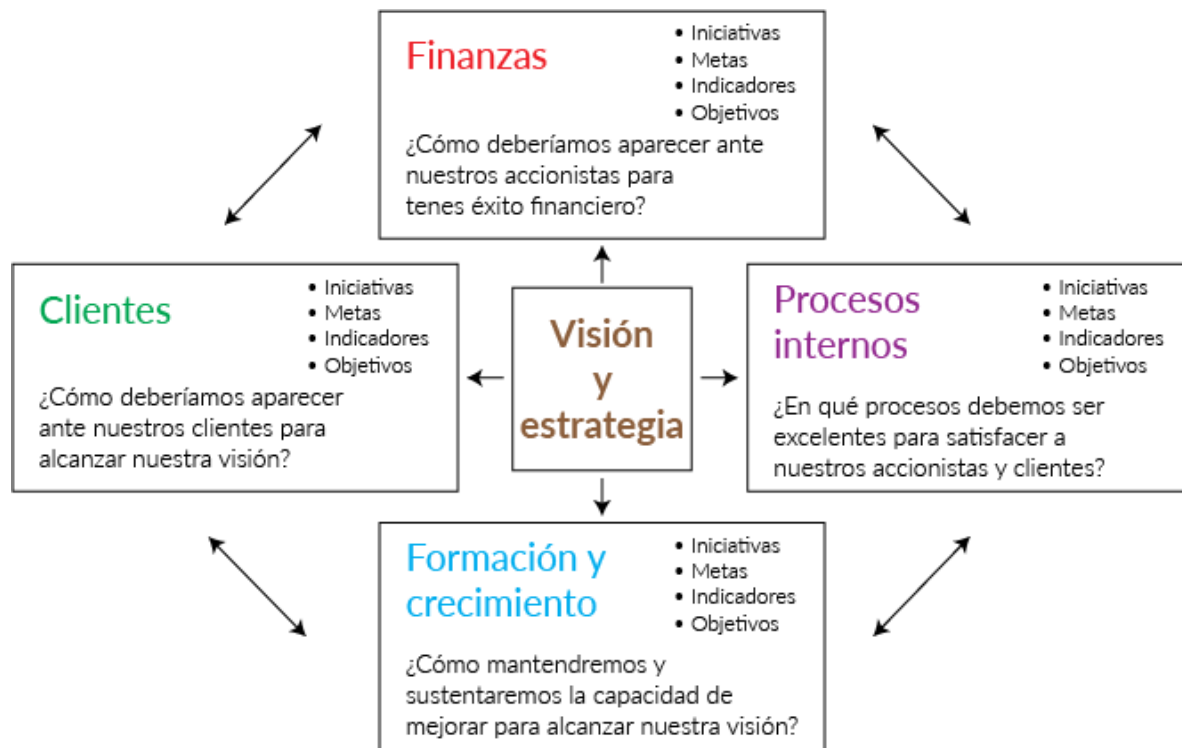 Finanzas
• Iniciativas
• Metas
• Indicadores
• Objetivos
¿Cómo deberíamos aparecer ante
nuestros accionistas para
tenes éxito financiero?
Clientes
• Iniciativas
• Metas
• Indicadores
• Objetivos
¿Cómo deberíamos aparecer
ante nuestros clientes para
alcanzar nuestra visión?
Visión
y
estrategia
Procesos
internos
• Iniciativas
• Metas
• Indicadores
• Objetivos
¿En qué procesos debemos ser
excelentes para satisfacer a
nuestros accionistas y clientes?
Formación y
crecimiento
• Iniciativas
• Metas
• Indicadores
• Objetivos
¿Cómo mantendremos y
sustentaremos la capacidad de
mejorar para alcanzar nuestra visión?